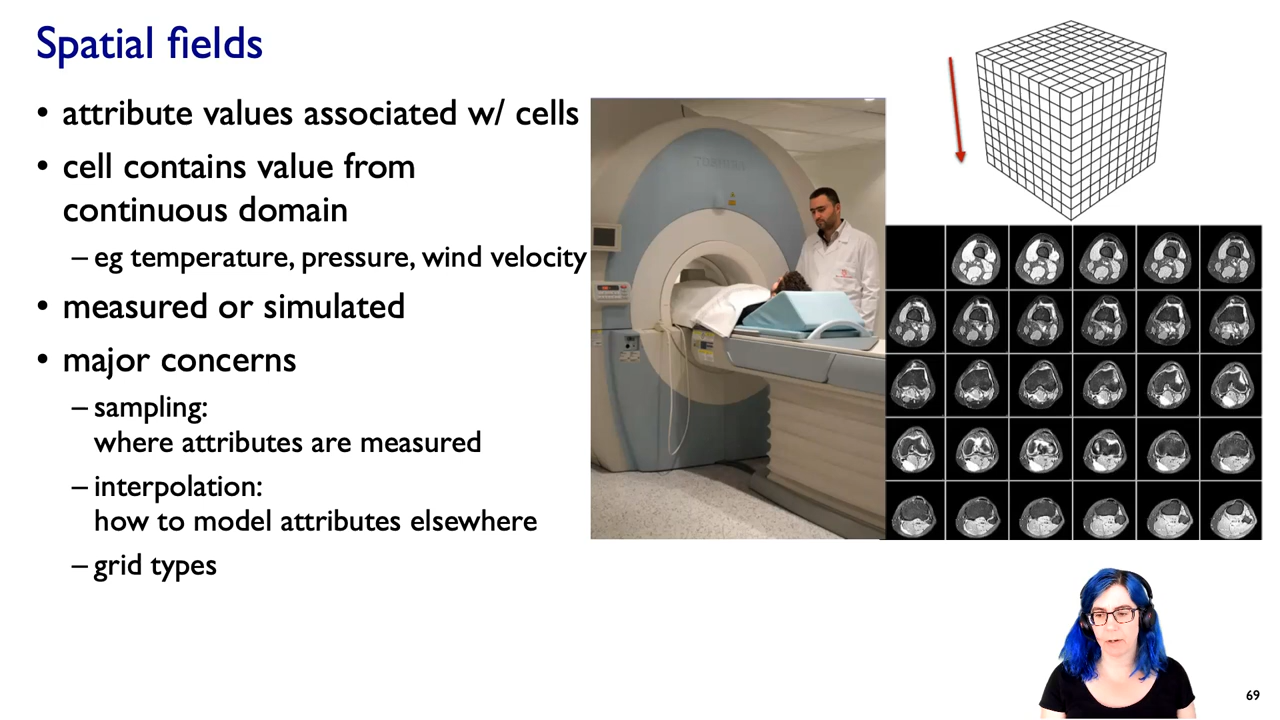 Spatial fields
• attribute values associated w/ cells
• cell contains value from
continuous domain
– eg temperature, pressure, wind velocity
• measured or simulated
• major concerns
– sampling:
where attributes are measured
– interpolation:
how to model attributes elsewhere
– grid types
TOSHIBA
69